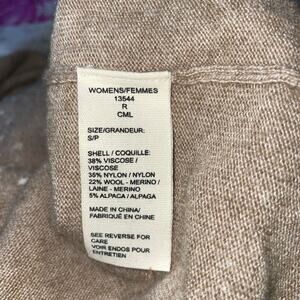 WOMENS/FEMMES
13544
R
CML
SIZE/GRANDEUR:
S/P
SHELL / COQUILLE:
38% VISCOSE /
VISCOSE
35% NYLON / NYLON
22% WOOL - MERINO /
LAINE - MERINO
5% ALPACA / ALPAGA
MADE IN CHINA/
FABRIQUÉ EN CHINE
SEE REVERSE FOR
CARE
VOIR ENDOS POUR
ENTRETIEN